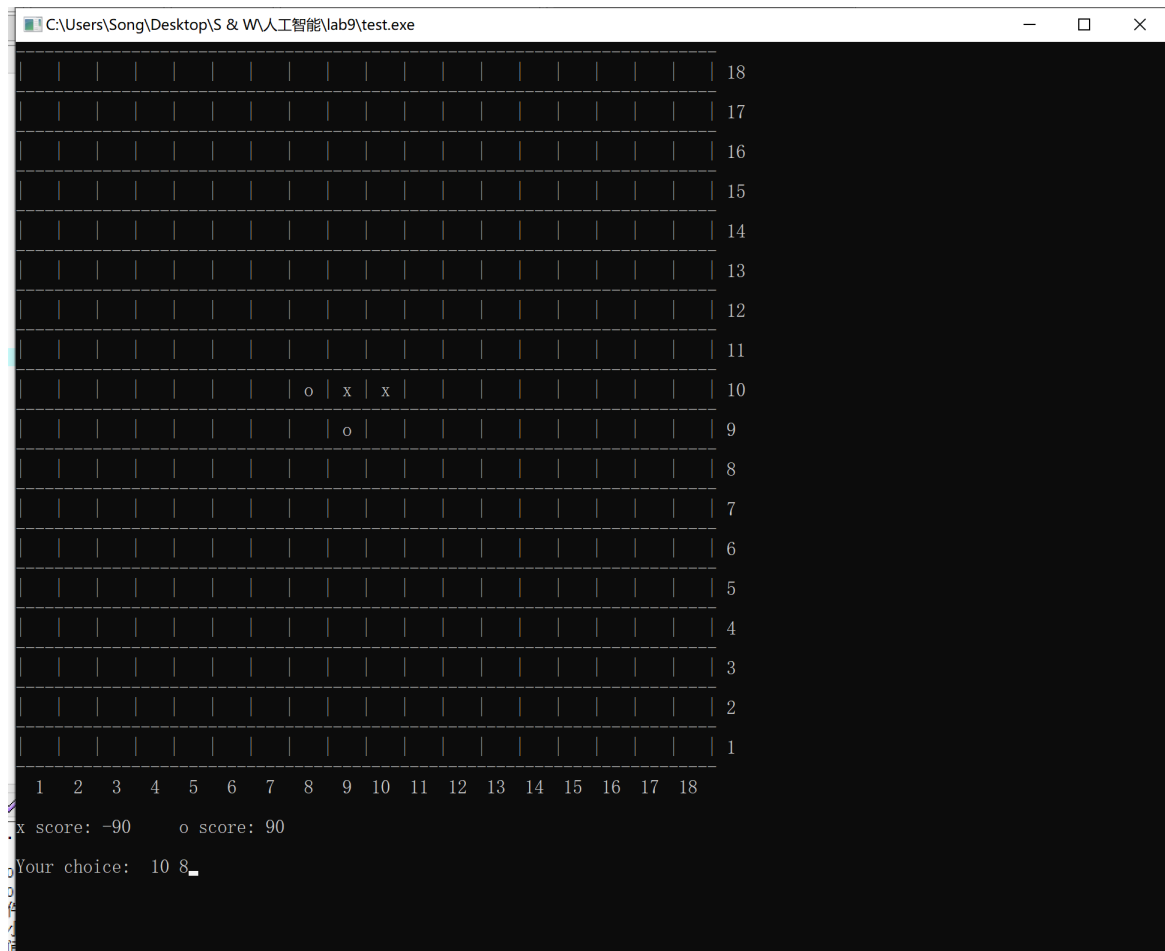 C:\Users\Song\Desktop\S & W\人工智能\lab9\test.exe
18
17
16
15
14
13
12
11
o x x 10
o 9
8
7
6
5
4
3
2
1
1 2 3 4 5 6 7 8 9 10 11 12 13 14 15 16 17 18
x score: -90 o score: 90
Your choice: 10 8